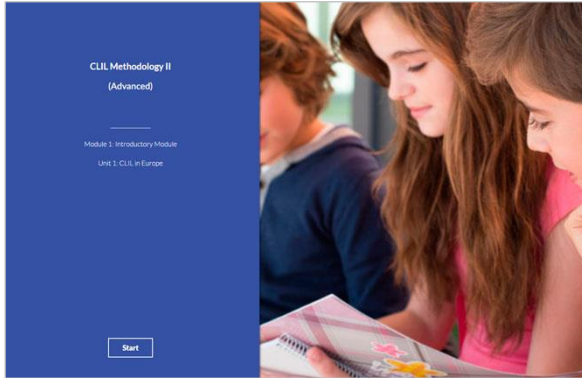 CLIL Methodology II
(Advanced)
Module 1: Introductory Module
Unit 1: CLIL in Europe
Start